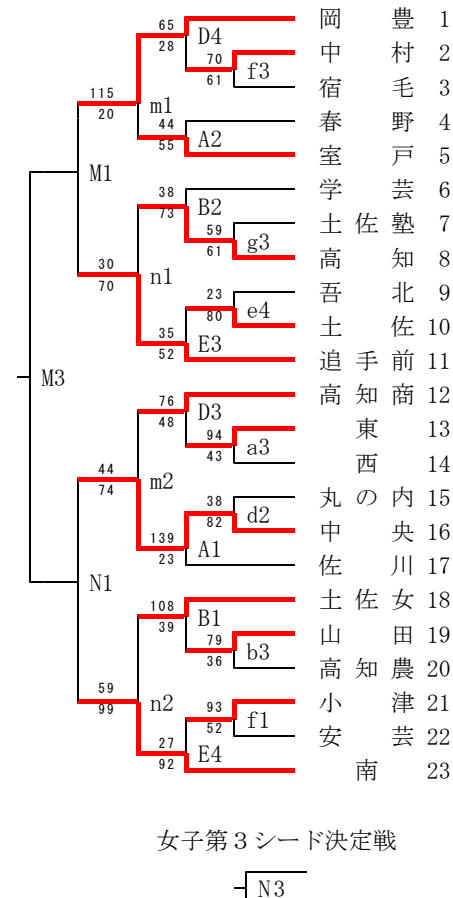 65 岡 豊 1
28 D4
70 中 村 2
61 f3
宿 毛 3
115 m1
20
44 春 野 4
55 A2
室 戸 5
M1
38 学 芸 6
73 B2
59 土 佐 塾 7
61 g3
高 知 8
30 n1
70
23 吾 北 9
80 e4
土 佐 10
35
52 E3
追 手 前 11
M3
76 高 知 商 12
48 D3
94 東 13
43 a3
西 14
44 m2
74
38 丸 の 内 15
82 d2
中 央 16
139
23 A1
佐 川 17
N1
108 土 佐 女 18
39 B1
79 山 田 19
36 b3
高 知 農 20
59 n2
99
93 小 津 21
52 f1
安 芸 22
27
92 E4
南 23
女子第3シード決定戦
N3